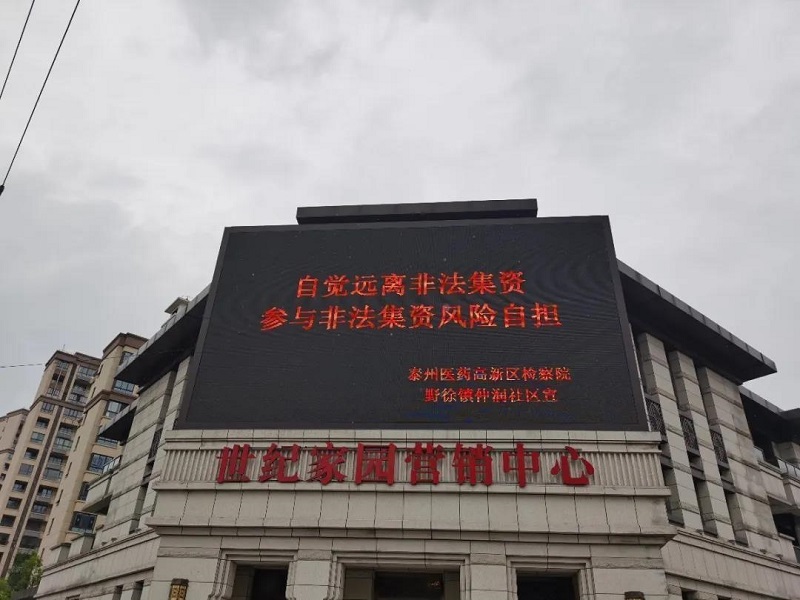 自觉远离非法集资
参与非法集资风险自担
泰州医药高新区检察院
野徐镇仲润社区宣
世纪家园营销中心